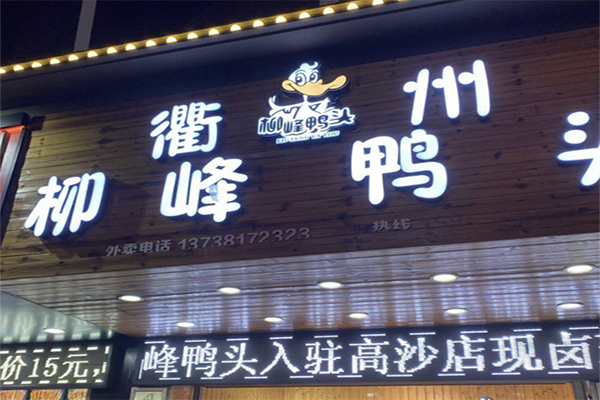 衢州
柳峰鸭头
柳峰鸭头
外卖电话 13738172323 热线
价15元,
峰鸭头入驻高沙店现卤